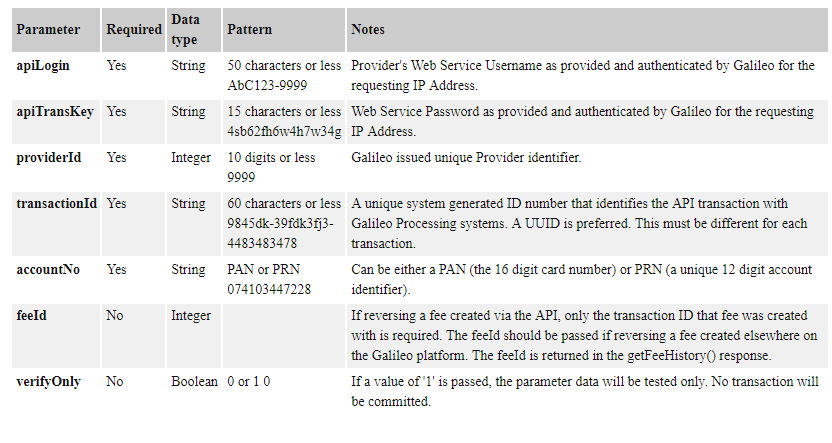 Parameter Required Data type Pattern Notes
apiLogin Yes String 50 characters or less Provider's Web Service Username as provided and authenticated by Galileo for the
AbC123-9999 requesting IP Address.
apiTransKey Yes String 15 characters or less Web Service Password as provided and authenticated by Galileo for the requesting
4sb62fh6w4h7w34g IP Address.
providerId Yes Integer 10 digits or less Galileo issued unique Provider identifier.
9999
transactionId Yes String 60 characters or less A unique system generated ID number that identifies the API transaction with
9845dk-39fdk3fj3- Galileo Processing systems. A UUID is preferred. This must be different for each
4483483478 transaction.
accountNo Yes String PAN or PRN Can be either a PAN (the 16 digit card number) or PRN (a unique 12 digit account
074103447228 identifier).
feeId No Integer If reversing a fee created via the API, only the transaction ID that fee was created
with is required. The feeId should be passed if reversing a fee created elsewhere on
the Galileo platform. The feeId is returned in the getFeeHistory() response.
verifyOnly No Boolean 0 or 1 0 If a value of '1' is passed, the parameter data will be tested only. No transaction will
be committed.